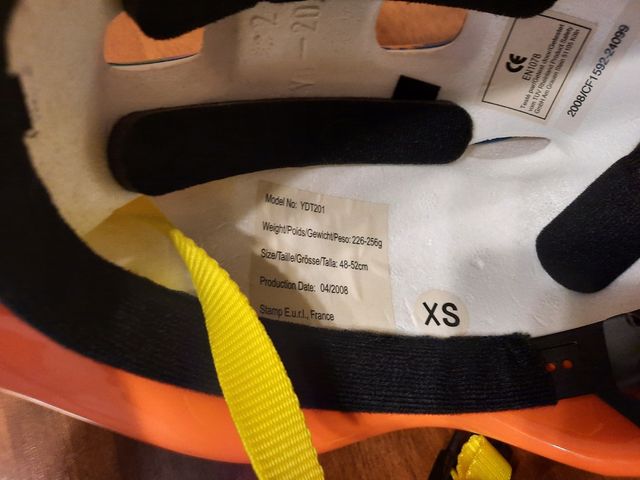 CE
EN1078
2008/CF1592-24099
Model No: YDT201
Weight/Poids/Gewicht/Peso: 226-256g
Size/Taille/Grösse/Talla: 48-52cm
Production Date: 04/2008
Stamp E.u.r.l., France
XS